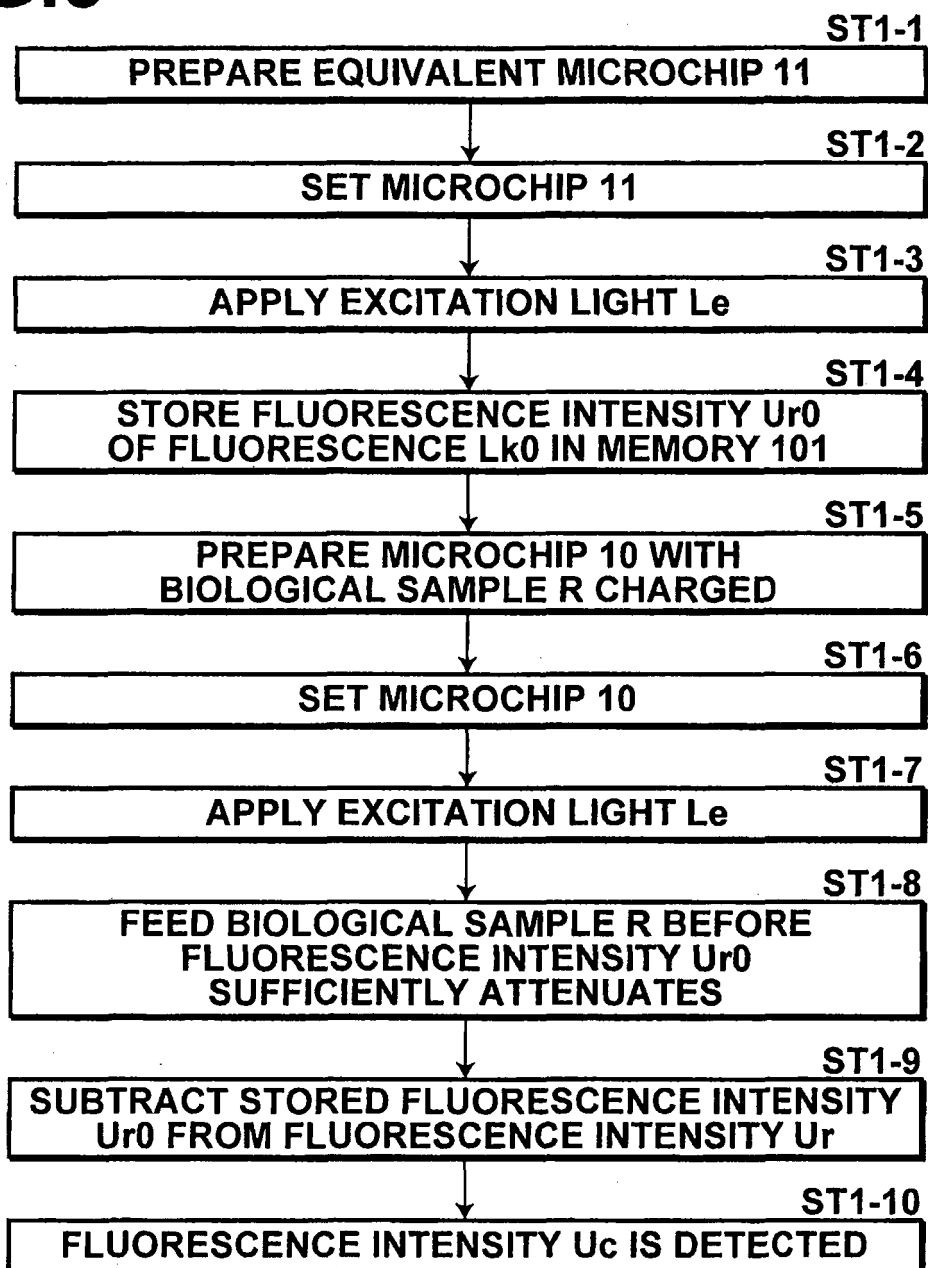 ST1-1
PREPARE EQUIVALENT MICROCHIP 11
ST1-2
SET MICROCHIP 11
ST1-3
APPLY EXCITATION LIGHT Le
ST1-4
STORE FLUORESCENCE INTENSITY Ur0
OF FLUORESCENCE Lk0 IN MEMORY 101
ST1-5
PREPARE MICROCHIP 10 WITH
BIOLOGICAL SAMPLE R CHARGED
ST1-6
SET MICROCHIP 10
ST1-7
APPLY EXCITATION LIGHT Le
ST1-8
FEED BIOLOGICAL SAMPLE R BEFORE
FLUORESCENCE INTENSITY Ur0
SUFFICIENTLY ATTENUATES
ST1-9
SUBTRACT STORED FLUORESCENCE INTENSITY
Ur0 FROM FLUORESCENCE INTENSITY Ur
ST1-10
FLUORESCENCE INTENSITY Uc IS DETECTED